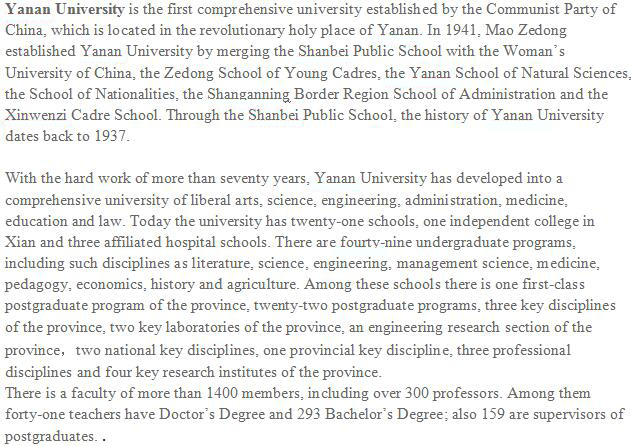 Yanan University is the first comprehensive university established by the Communist Party of
China, which is located in the revolutionary holy place of Yanan. In 1941, Mao Zedong
established Yanan University by merging the Shanbei Public School with the Woman's
University of China, the Zedong School of Young Cadres, the Yanan School of Natural Sciences,
the School of Nationalities, the Shanganning Border Region School of Administration and the
Xinwenzi Cadre School. Through the Shanbei Public School, the history of Yanan University
dates back to 1937.
With the hard work of more than seventy years, Yanan University has developed into a
comprehensive university of liberal arts, science, engineering, administration, medicine,
education and law. Today the university has twenty-one schools, one independent college in
Xian and three affiliated hospital schools. There are fourty-nine undergraduate programs,
including such disciplines as literature, science, engineering, management science, medicine,
pedagogy, economics, history and agriculture. Among these schools there is one first-class
postgraduate program of the province, twenty-two postgraduate programs, three key disciplines
of the province, two key laboratories of the province, an engineering research section of the
province，two national key disciplines, one provincial key discipline, three professional
disciplines and four key research institutes of the province.
There is a faculty of more than 1400 members, including over 300 professors. Among them
forty-one teachers have Doctor's Degree and 293 Bachelor's Degree; also 159 are supervisors of
postgraduates. .